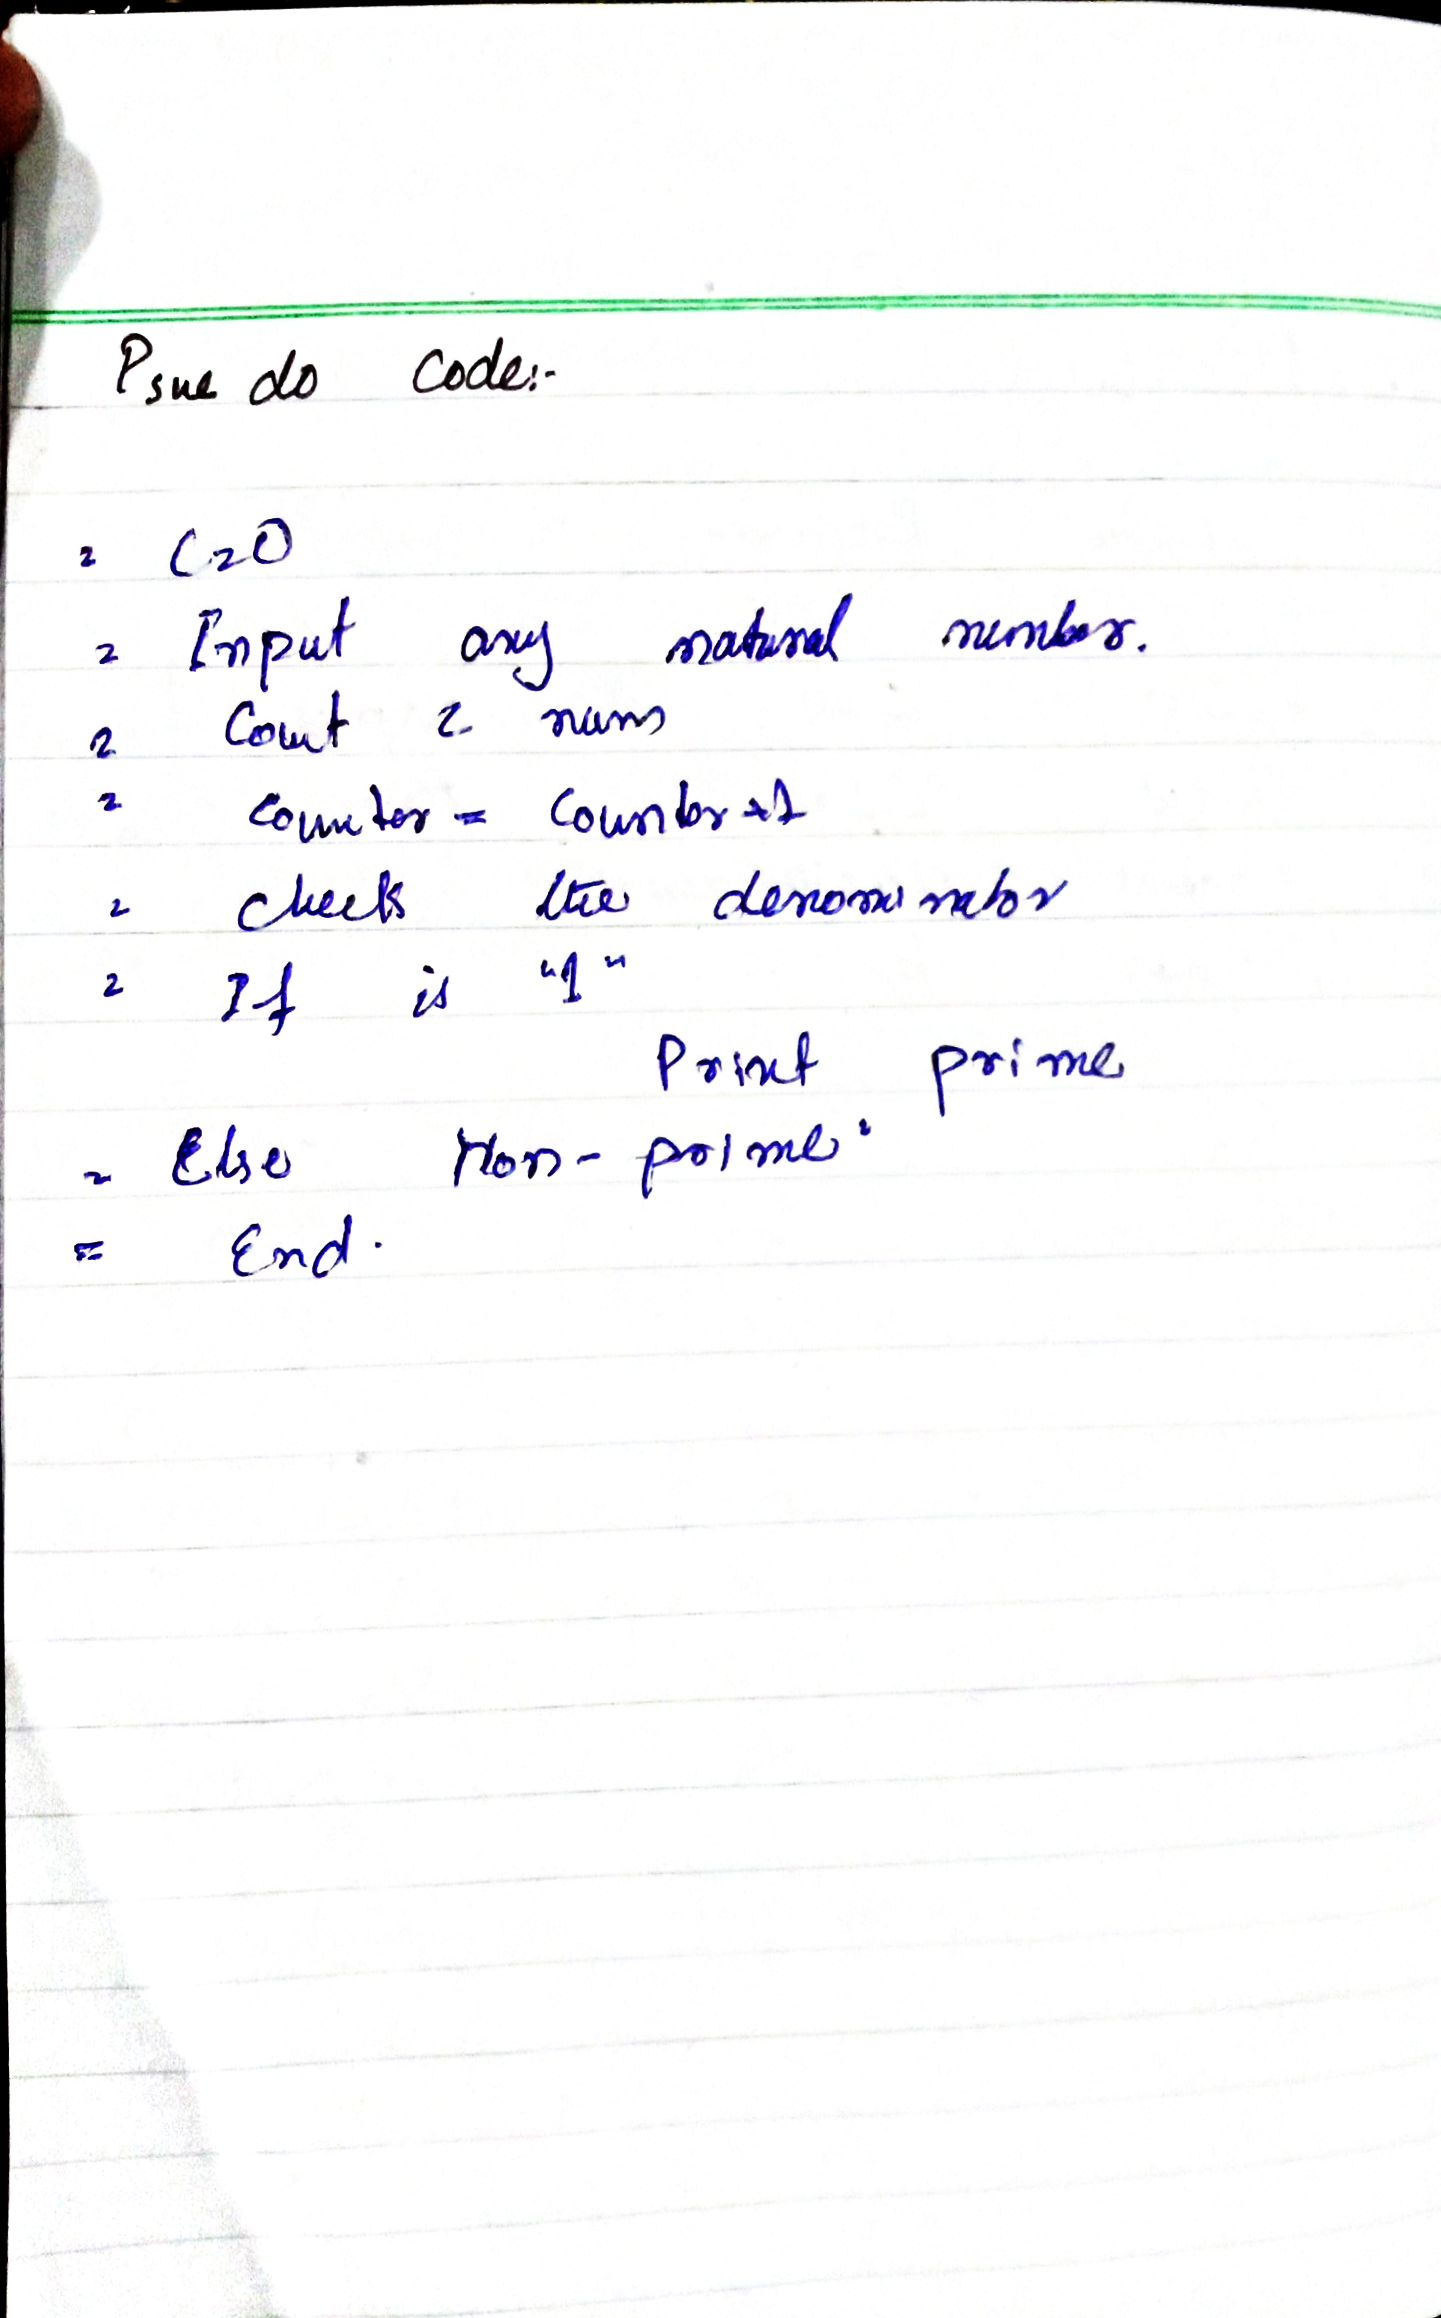 Psue do Code:-
= C=0
= Input any natural number.
= Count = num
= Counter = Counter +1
= check the denominator
= If is "1"
Print prime
= Else Non-prime.
= End.